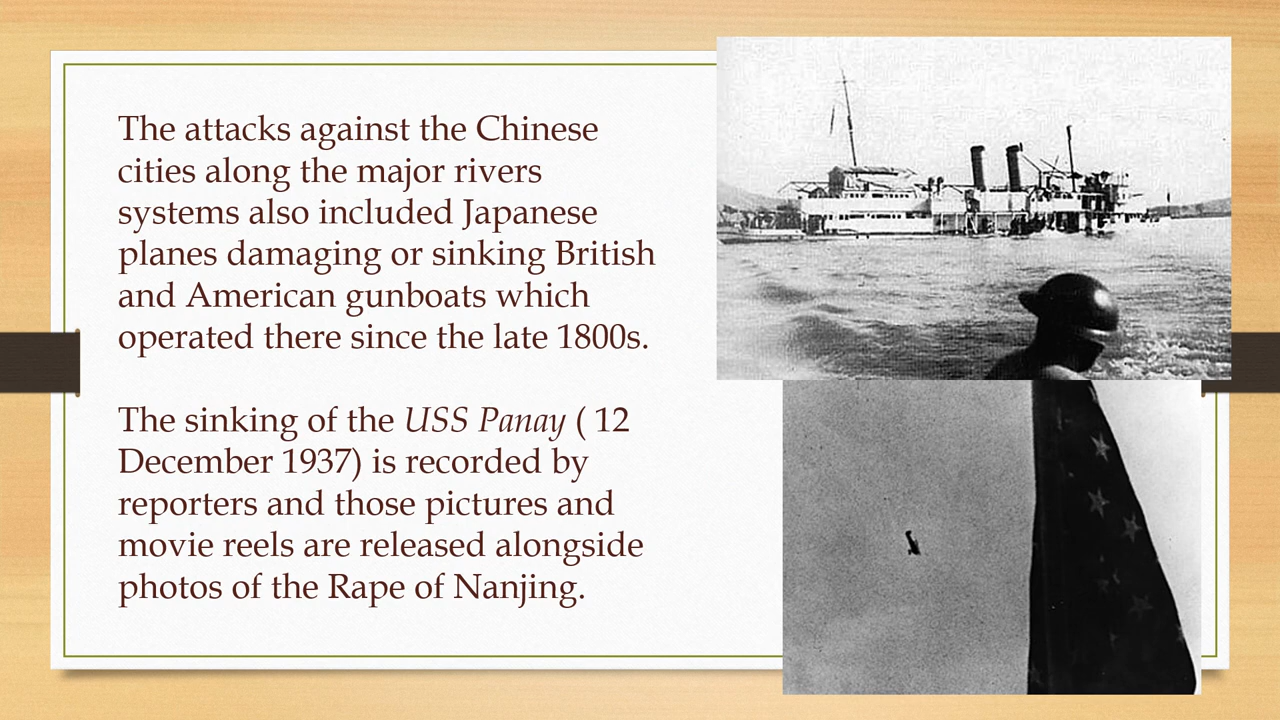 The attacks against the Chinese
cities along the major rivers
systems also included Japanese
planes damaging or sinking British
and American gunboats which
operated there since the late 1800s.
The sinking of the USS Panay ( 12
December 1937) is recorded by
reporters and those pictures and
movie reels are released alongside
photos of the Rape of Nanjing.